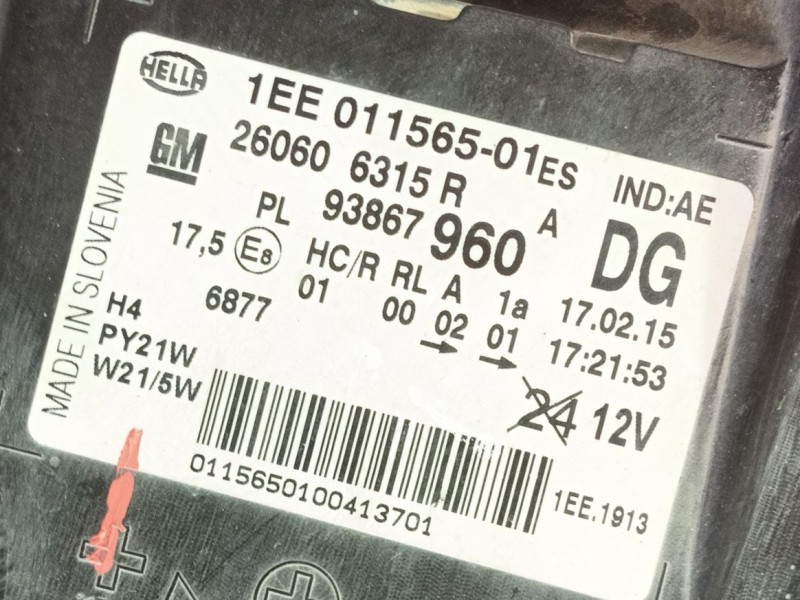 HELLA
1EE 011565-01ES
IND:AE
GM
26060 6315 R
A
DG
PL 93867 960
17,5 E8 HC/R RL A 1a 17.02.15
6877 01 00 02 01 17:21:53
H4
PY21W
W21/5W
24 12V
MADE IN SLOVENIA
011565010041370​1
1EE.1913